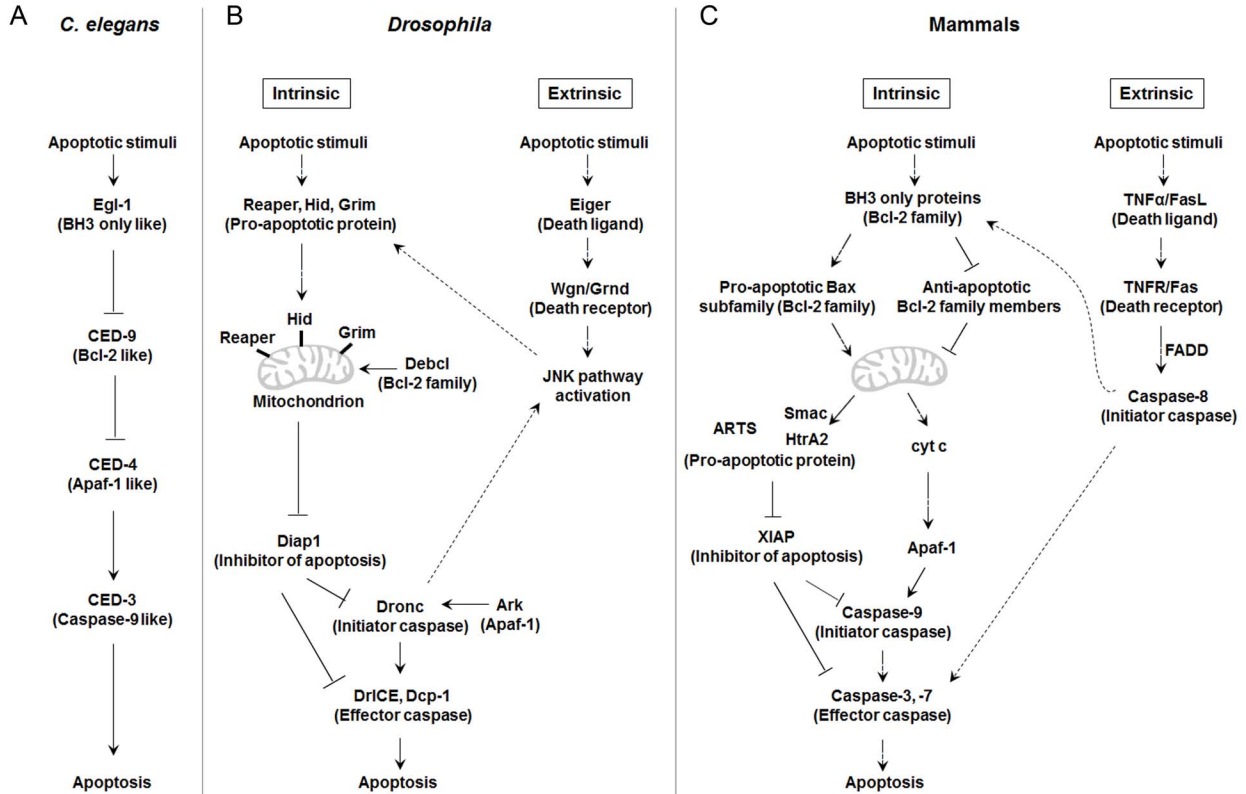 A
C. elegans
Apoptotic stimuli
Egl-1
(BH3 only like)
CED-9
(Bcl-2 like)
CED-4
(Apaf-1 like)
CED-3
(Caspase-9 like)
Apoptosis
B
Drosophila
Intrinsic
Apoptotic stimuli
Reaper, Hid, Grim
(Pro-apoptotic protein)
Hid
Reaper
Grim
Debcl
(Bcl-2 family)
Mitochondrion
Diap1
(Inhibitor of apoptosis)
Dronc
(Initiator caspase)
Ark
(Apaf-1)
DrICE, Dcp-1
(Effector caspase)
Apoptosis
Extrinsic
Apoptotic stimuli
Eiger
(Death ligand)
Wgn/Grnd
(Death receptor)
JNK pathway
activation
C
Mammals
Intrinsic
Apoptotic stimuli
BH3 only proteins
(Bcl-2 family)
Pro-apoptotic Bax
subfamily (Bcl-2 family)
Anti-apoptotic
Bcl-2 family members
Smac
ARTS
HtrA2
(Pro-apoptotic protein)
cyt c
XIAP
(Inhibitor of apoptosis)
Apaf-1
Caspase-9
(Initiator caspase)
Caspase-3, -7
(Effector caspase)
Apoptosis
Extrinsic
Apoptotic stimuli
TNFα/FasL
(Death ligand)
TNFR/Fas
(Death receptor)
FADD
Caspase-8
(Initiator caspase)